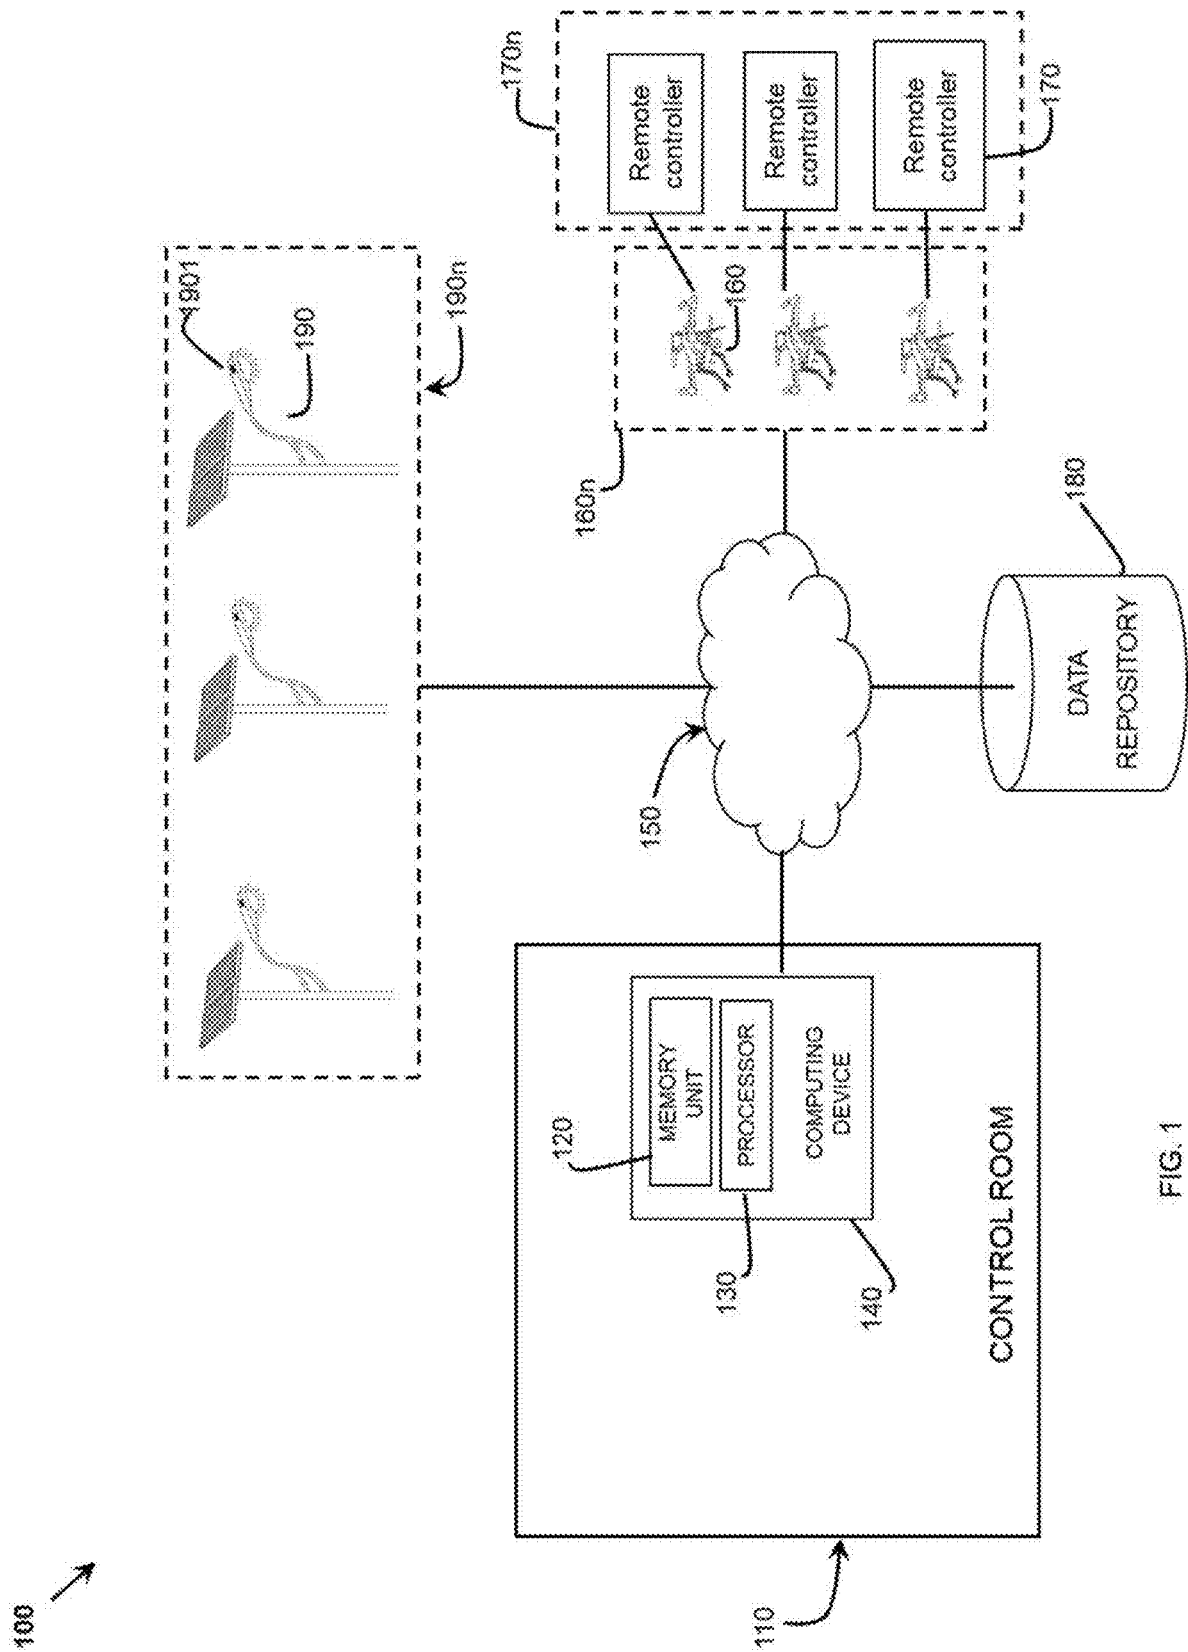 100
1901
190
190n
170n
Remote
controller
Remote
controller
Remote
controller
170
160
160n
150
180
DATA
REPOSITORY
120
MEMORY
UNIT
PROCESSOR
130
COMPUTING
DEVICE
140
CONTROL ROOM
110
FIG. 1